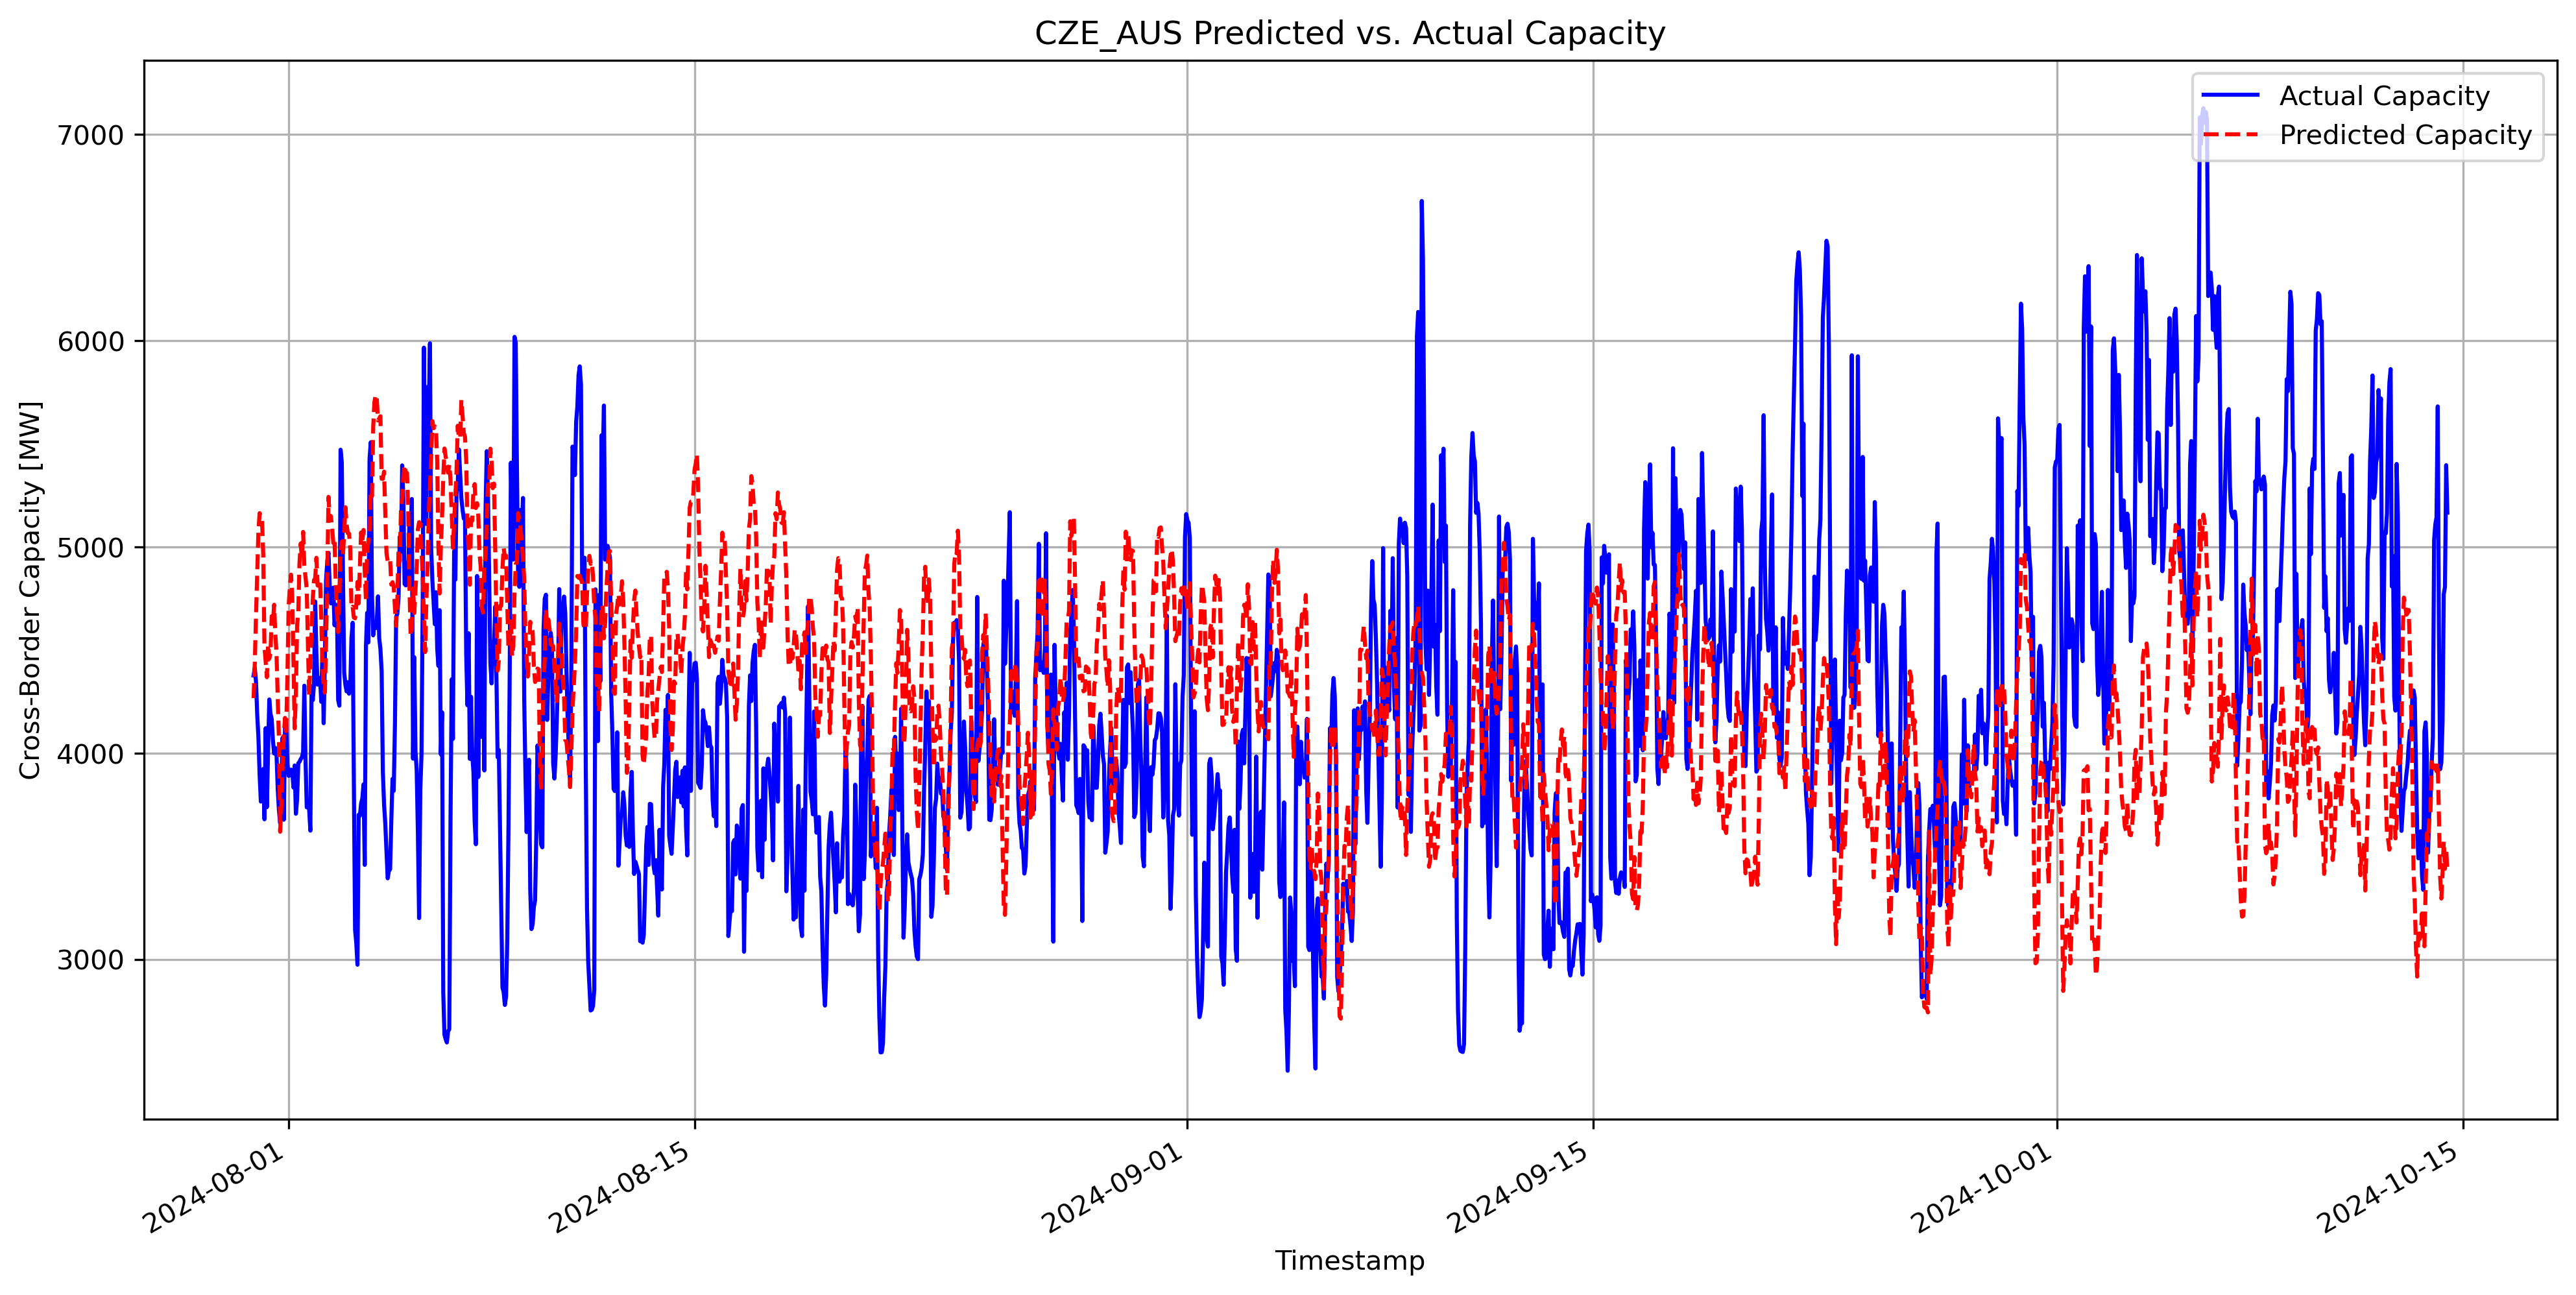 CZE_AUS Predicted vs. Actual Capacity
Actual Capacity
Predicted Capacity
Cross-Border Capacity [MW]
7000
6000
5000
4000
3000
2024-08-01
2024-08-15
2024-09-01
2024-09-15
2024-10-01
2024-10-15
Timestamp